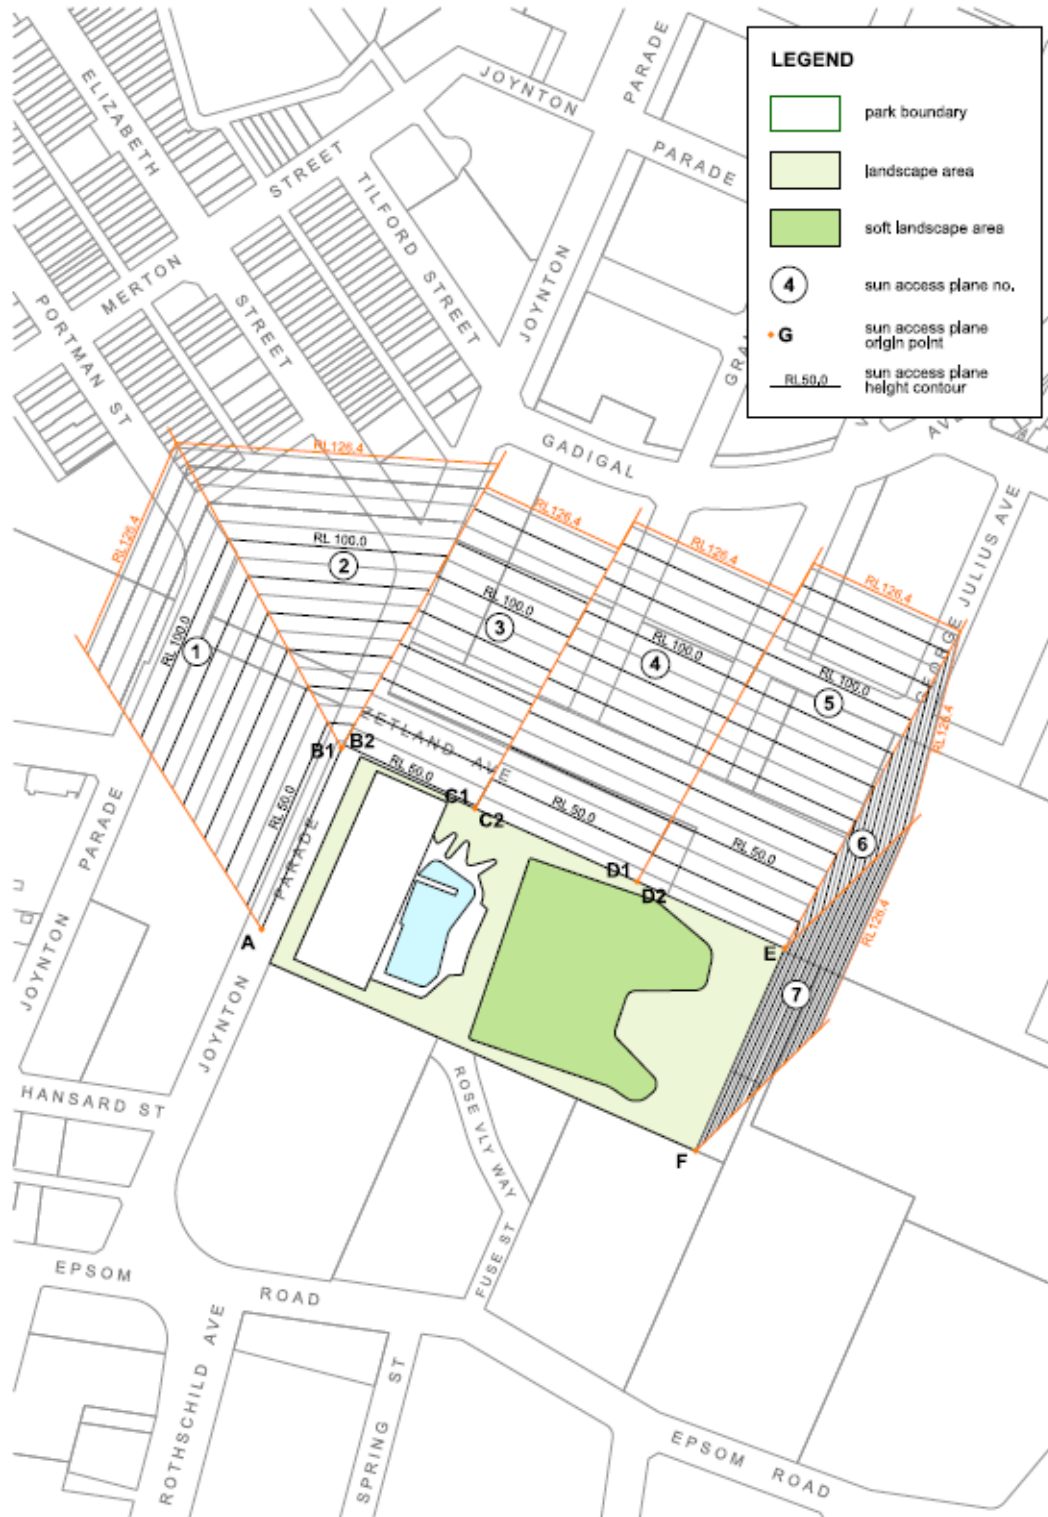 LEGEND
park boundary
landscape area
soft landscape area
4
sun access plane no.
G
sun access plane
origin point
RL50.0
sun access plane
height contour
ELIZABETH
STREET
MERTON
PORTMAN ST
STREET
TILFORD STREET
JOYNTON
PARADE
PARADE
JOYNTON
GRA
GADIGAL
AVE
GEORGE JULIUS AVE
RL126.4
RL126.4
RL126.4
RL126.4
RL126.4
RL126.4
RL126.4
RL 100.0
1
RL 100.0
2
RL 100.0
3
RL 100.0
4
RL 100.0
5
6
7
ZETLAND AVE
RL 50.0
RL 50.0
RL 50.0
RL 50.0
A
B1
B2
C1
C2
D1
D2
E
F
JOYNTON
PARADE
JOYNTON
PARADE
HANSARD ST
ROSE VLY WAY
FUSE ST
EPSOM
ROAD
ROTHSCHILD AVE
SPRING ST
EPSOM ROAD